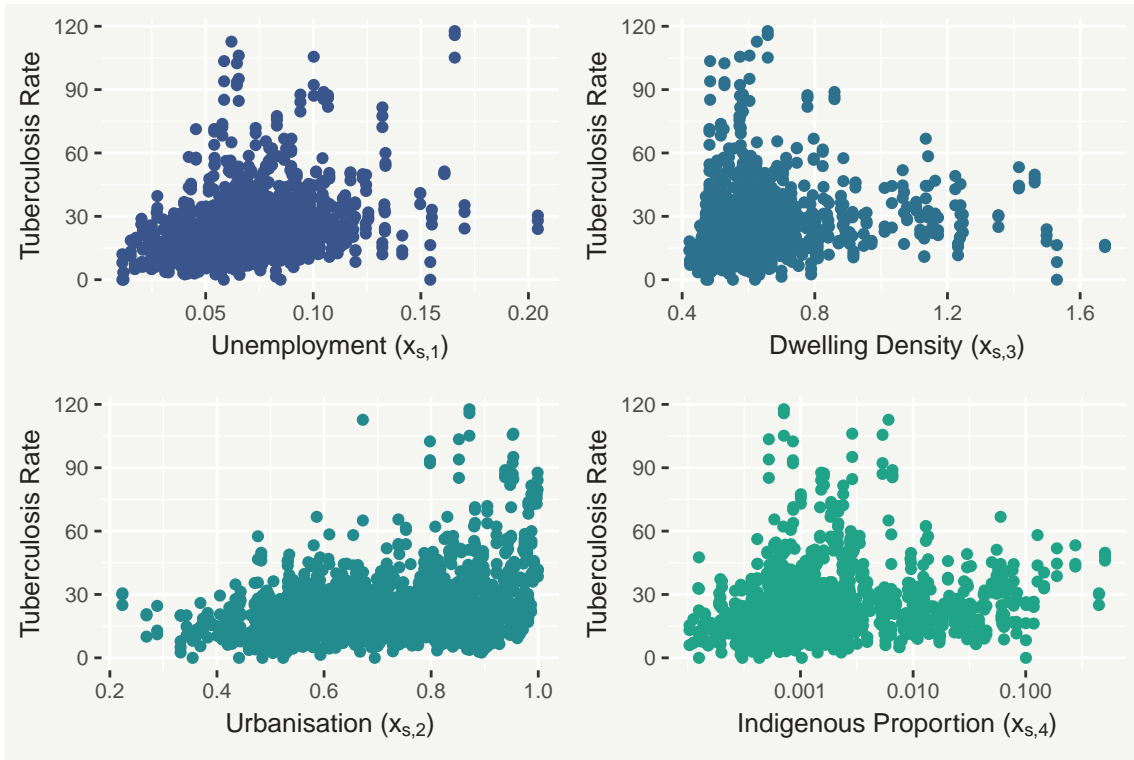 Tuberculosis Rate
120
90
60
30
0
0.05 0.10 0.15 0.20
Unemployment (xs,1)
Tuberculosis Rate
120
90
60
30
0
0.4 0.8 1.2 1.6
Dwelling Density (xs,3)
Tuberculosis Rate
120
90
60
30
0
0.2 0.4 0.6 0.8 1.0
Urbanisation (xs,2)
Tuberculosis Rate
120
90
60
30
0
0.001 0.010 0.100
Indigenous Proportion (xs,4)